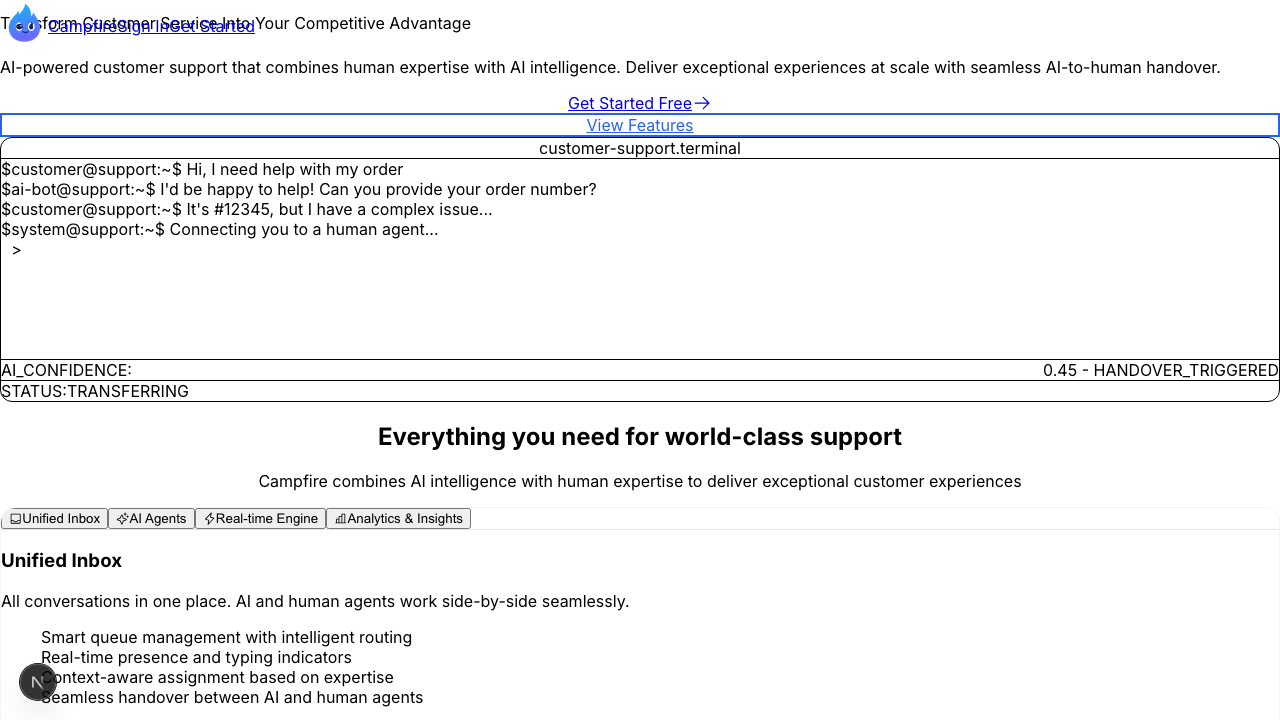 Transform Customer Service Into Your Competitive Advantage
CampfireSign InGet Started
AI-powered customer support that combines human expertise with AI intelligence. Deliver exceptional experiences at scale with seamless AI-to-human handover.
Get Started Free
View Features
customer-support.terminal
$customer@support:~$ Hi, I need help with my order
$ai-bot@support:~$ I'd be happy to help! Can you provide your order number?
$customer@support:~$ It's #12345, but I have a complex issue...
$system@support:~$ Connecting you to a human agent...
>
AI_CONFIDENCE: 0.45 - HANDOVER_TRIGGERED
STATUS:TRANSFERRING
Everything you need for world-class support
Campfire combines AI intelligence with human expertise to deliver exceptional customer experiences
Unified Inbox AI Agents Real-time Engine Analytics & Insights
Unified Inbox
All conversations in one place. AI and human agents work side-by-side seamlessly.
Smart queue management with intelligent routing
Real-time presence and typing indicators
Context-aware assignment based on expertise
Seamless handover between AI and human agents
N